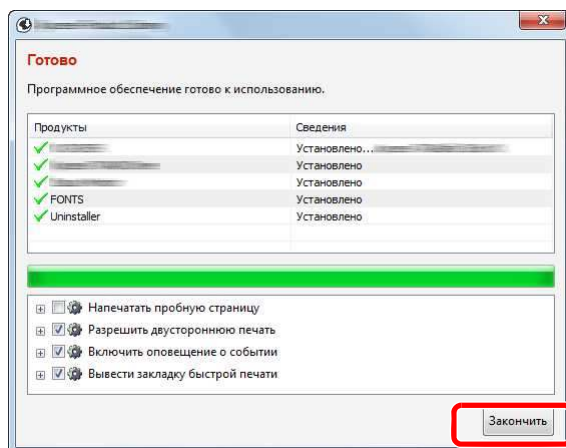 Готово
Программное обеспечение готово к использованию.
Продукты Сведения
Установлено...
Установлено
Установлено
FONTS Установлено
Uninstaller Установлено
Напечатать пробную страницу
Разрешить двустороннюю печать
Включить оповещение о событии
Вывести закладку быстрой печати
Закончить